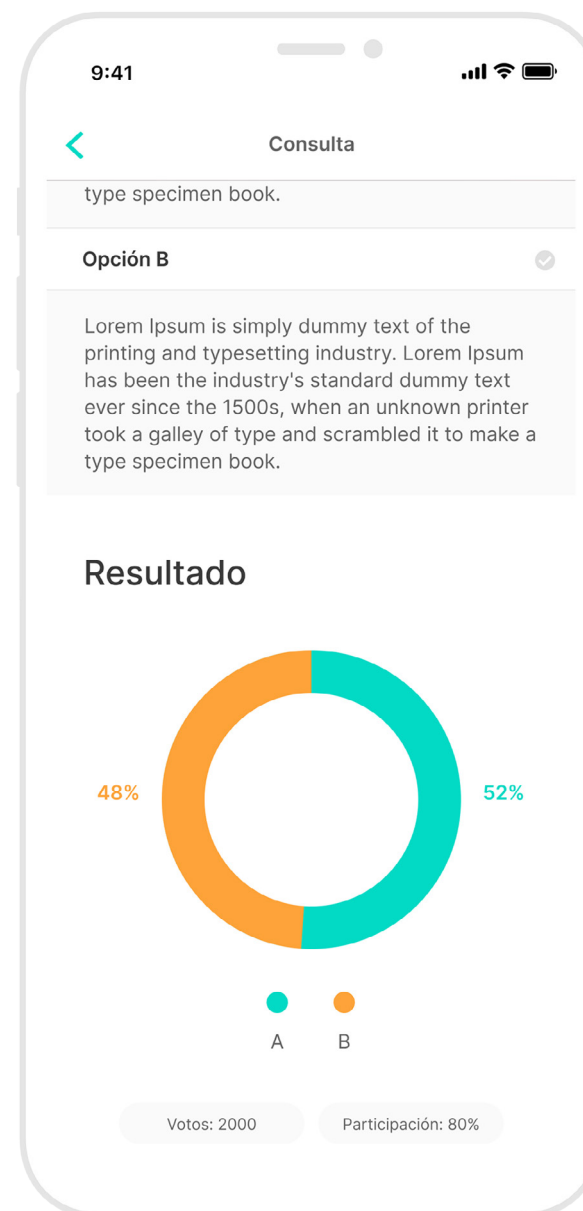 9:41
Consulta
type specimen book.
Opción B
Lorem Ipsum is simply dummy text of the
printing and typesetting industry. Lorem Ipsum
has been the industry's standard dummy text
ever since the 1500s, when an unknown printer
took a galley of type and scrambled it to make a
type specimen book.
Resultado
48%
52%
A
B
Votos: 2000
Participación: 80%